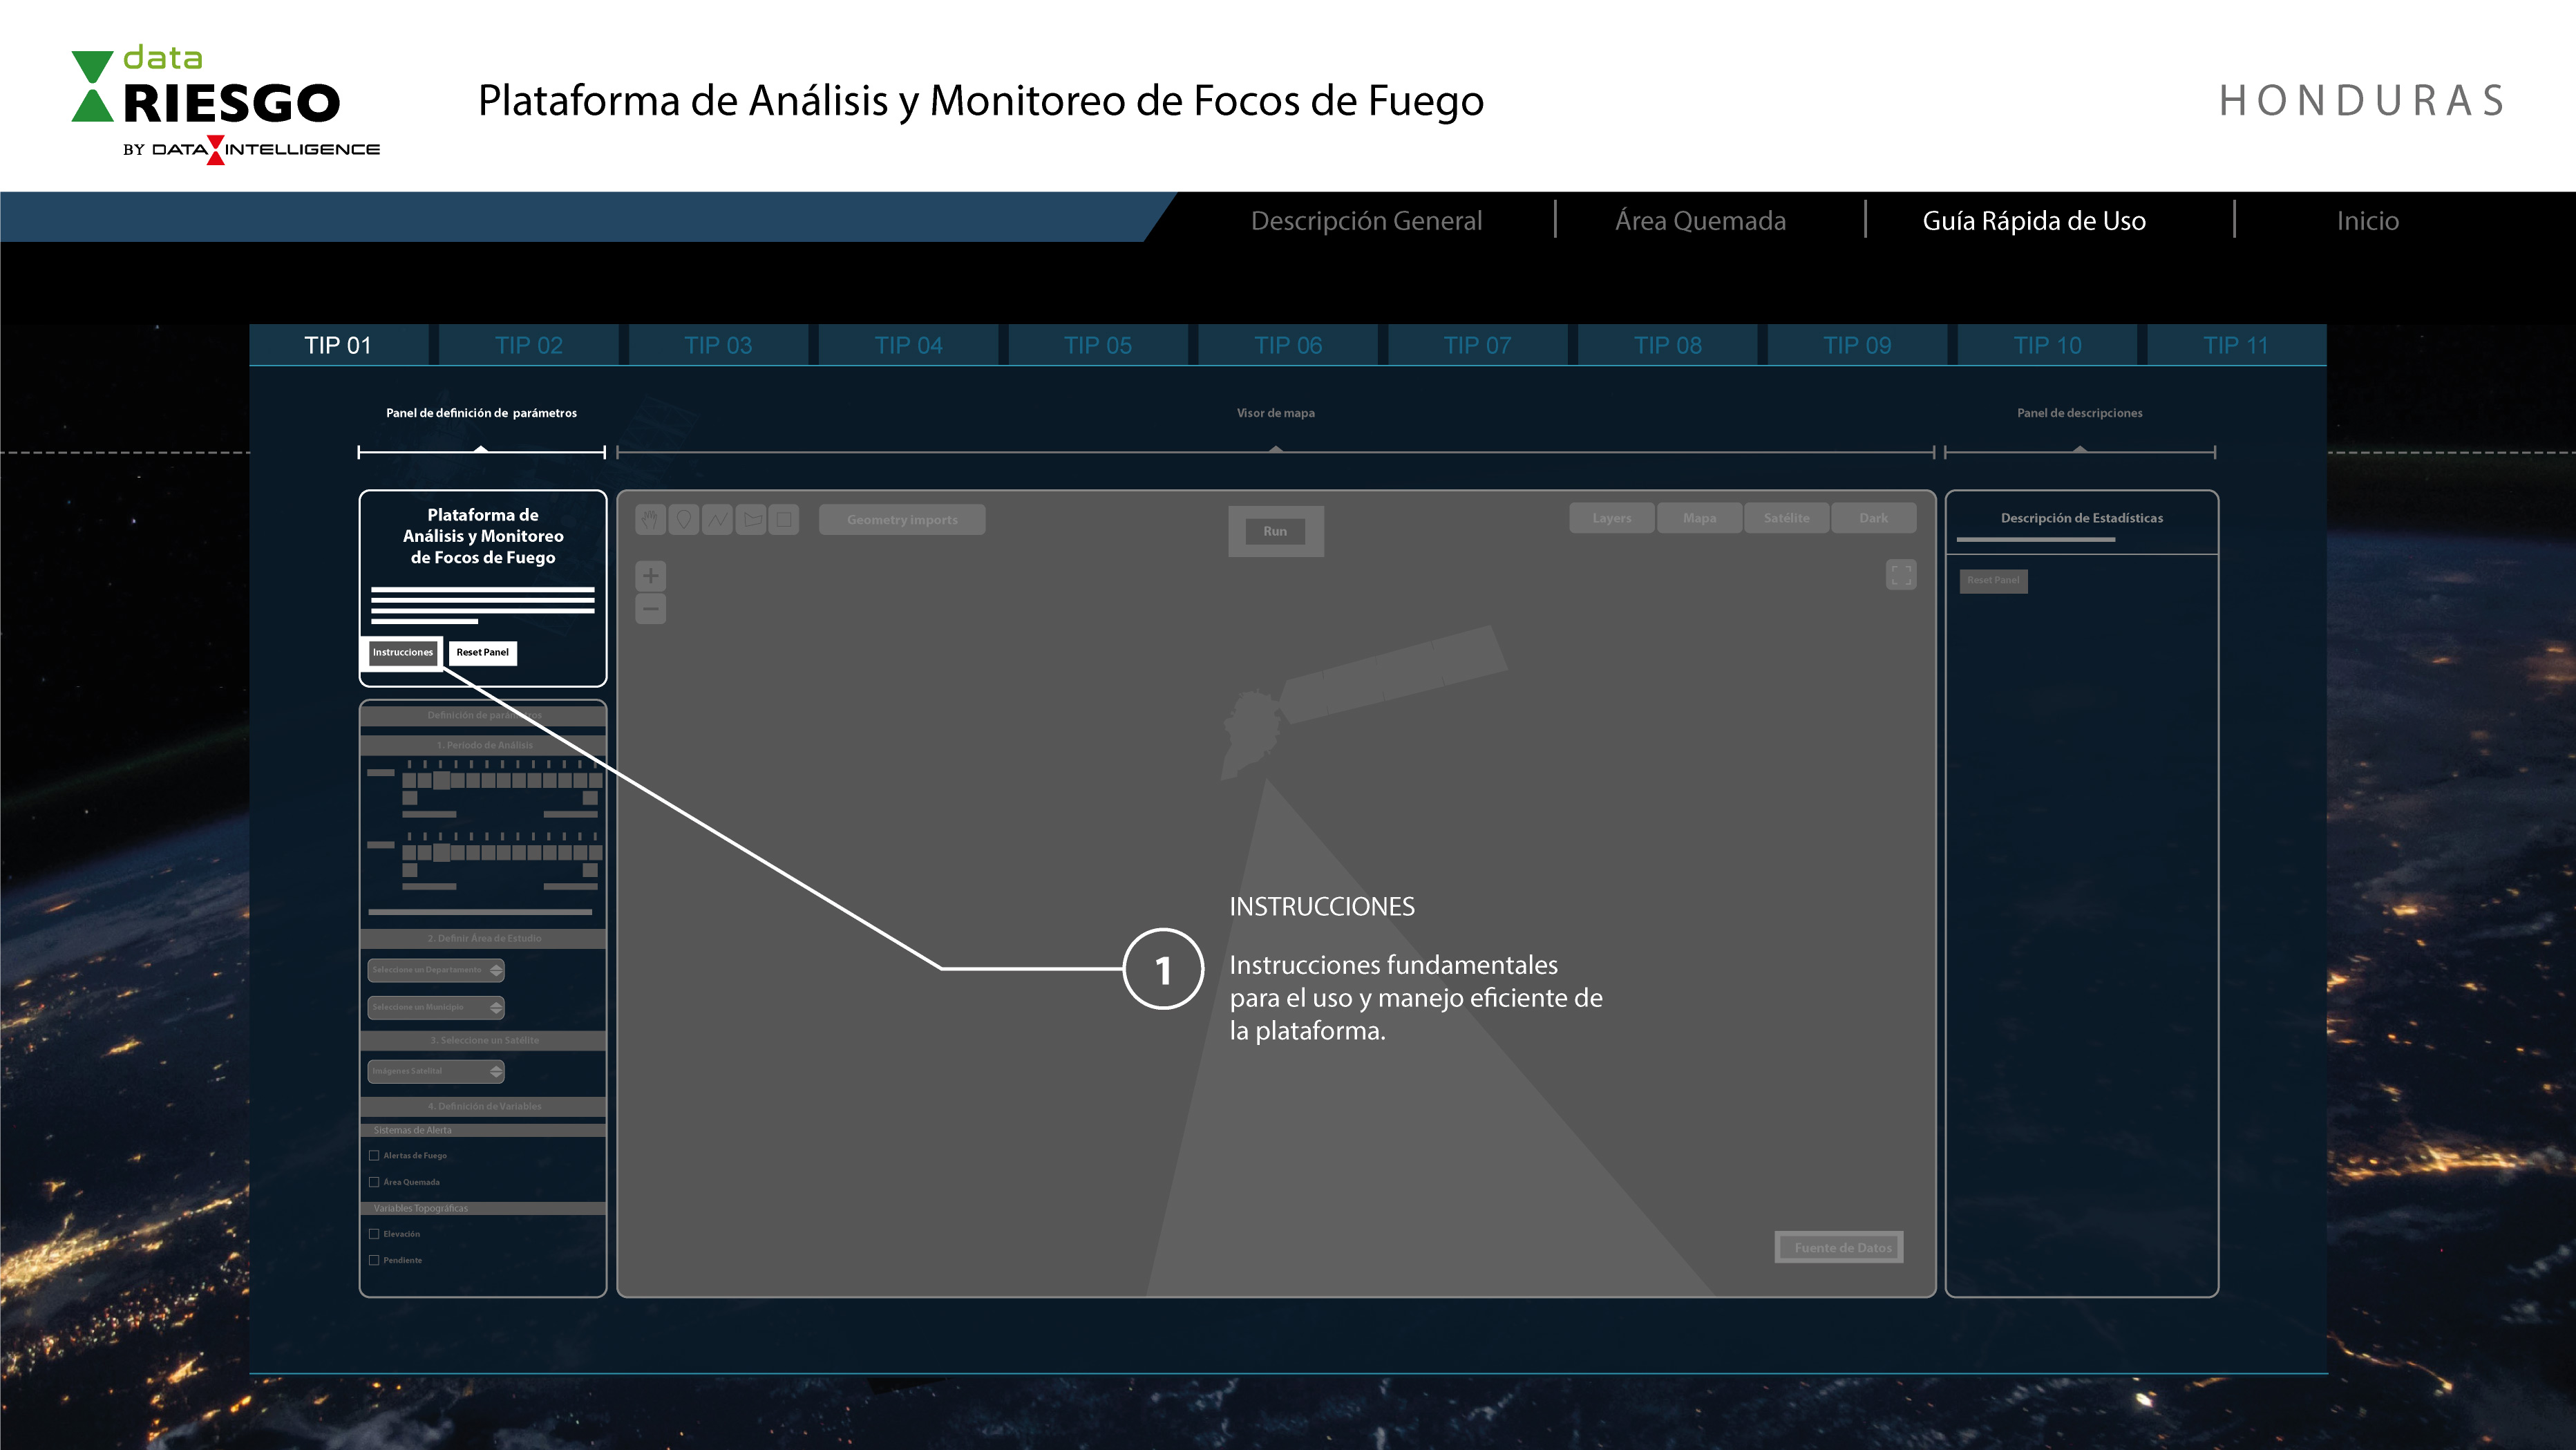 data
RIESGO
BY DATA INTELLIGENCE
Plataforma de Análisis y Monitoreo de Focos de Fuego
HONDURAS
Descripción General
Área Quemada
Guía Rápida de Uso
Inicio
TIP 01
TIP 02
TIP 03
TIP 04
TIP 05
TIP 06
TIP 07
TIP 08
TIP 09
TIP 10
TIP 11
Panel de definición de parámetros
Visor de mapa
Panel de descripciones
Plataforma de
Análisis y Monitoreo
de Focos de Fuego
Instrucciones
Reset Panel
Definición de parámetros
1. Periodo de Análisis
2. Definir Área de Estudio
Seleccione un Departamento
Seleccione un Municipio
3. Seleccione un Satélite
Imágenes Satelital
4. Definición de Variables
Sistemas de Alerta
Alertas de Fuego
Área Quemada
Variables Topográficas
Elevación
Pendiente
Geometry imports
Run
Layers
Mapa
Satélite
Dark
1
INSTRUCCIONES
Instrucciones fundamentales
para el uso y manejo eficiente de
la plataforma.
Fuente de Datos
Descripción de Estadísticas
Reset Panel